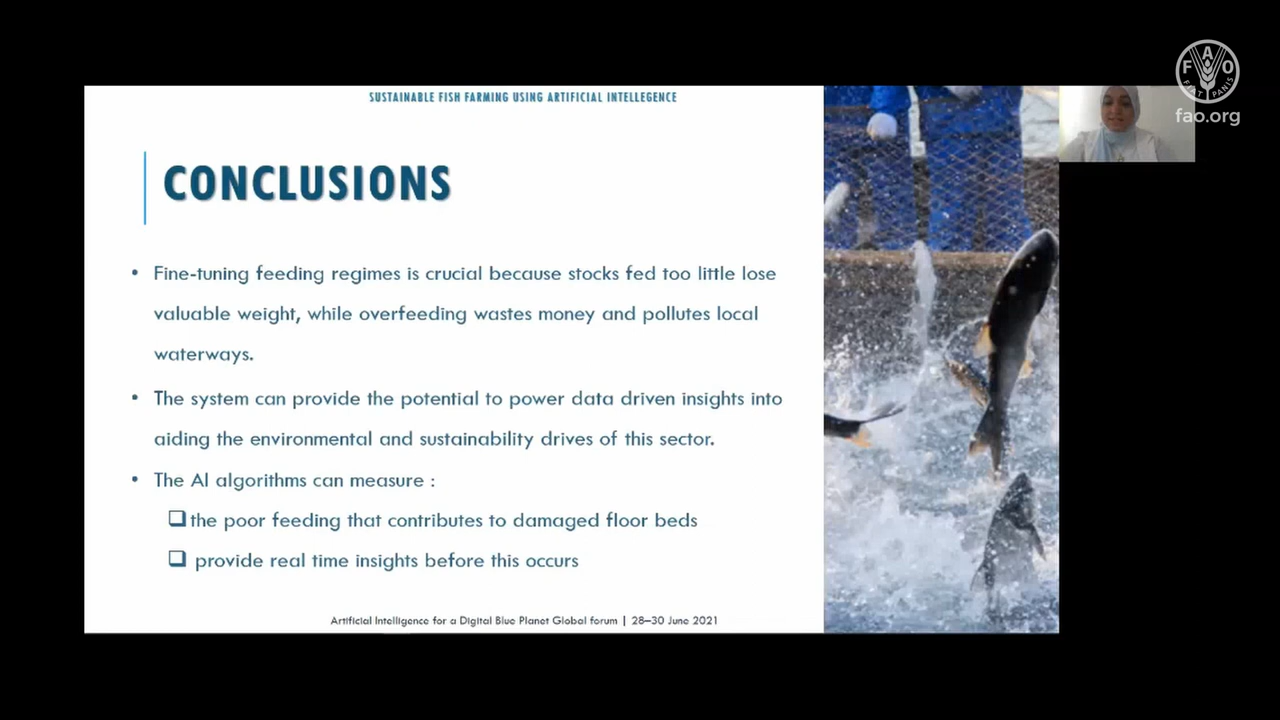 SUSTAINABLE FISH FARMING USING ARTIFICIAL INTELLEGENCE
CONCLUSIONS
• Fine-tuning feeding regimes is crucial because stocks fed too little lose
valuable weight, while overfeeding wastes money and pollutes local
waterways.
• The system can provide the potential to power data driven insights into
aiding the environmental and sustainability drives of this sector.
• The AI algorithms can measure :
❑the poor feeding that contributes to damaged floor beds
❑ provide real time insights before this occurs
Artificial Intelligence for a Digital Blue Planet Global forum | 28–30 June 2021
F A O
FIAT PANIS
fao.org